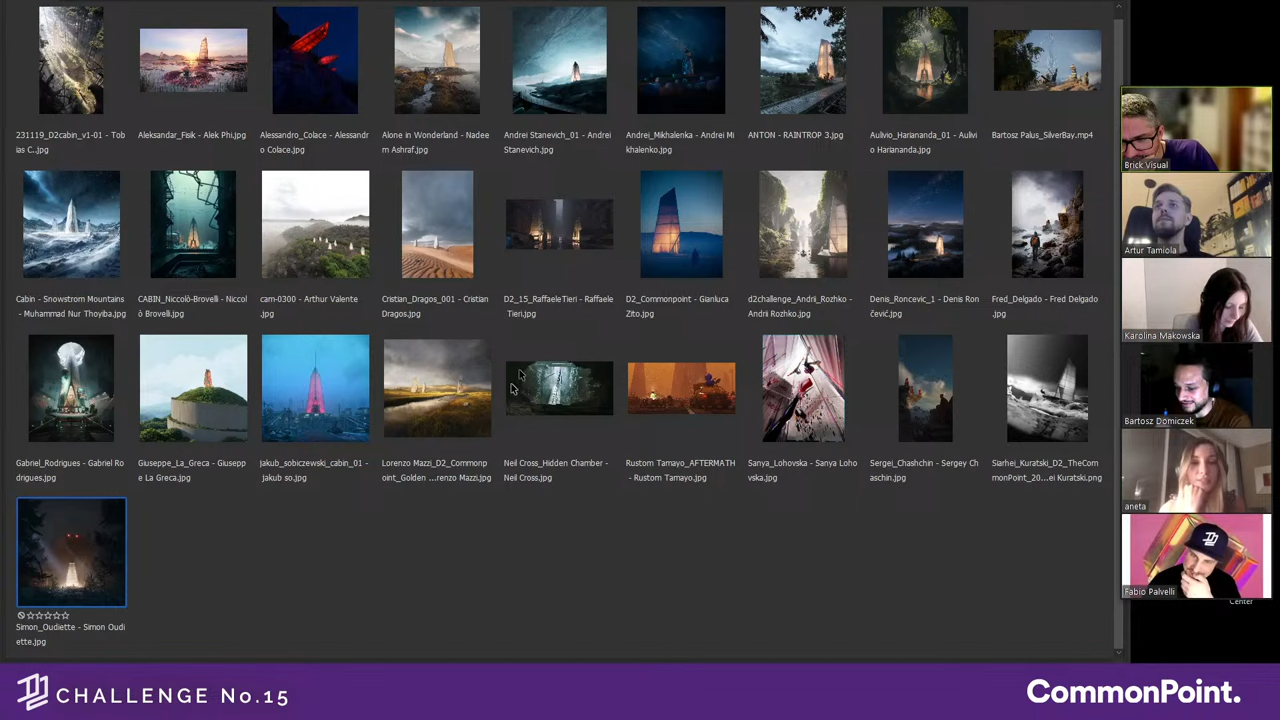 231119_D2cabin_v1-01 - Tob
ias C..jpg
Aleksandar_Fisik - Alek Phi.jpg
Alessandro_Colace - Alessandr
o Colace.jpg
Alone in Wonderland - Nadee
m Ashraf.jpg
Andrei Stanevich_01 - Andrei
Stanevich.jpg
Andrei_Mikhalenka - Andrei Mi
khalenko.jpg
ANTON - RAINTROP 3.jpg
Aulivio_Hariananda_01 - Aulivi
o Hariananda.jpg
Bartosz Palus_SilverBay.mp4
Brick Visual
Artur Tamiola
Cabin - Snowstrom Mountains
- Muhammad Nur Thoyiba.jpg
CABIN_Niccolò-Brovelli - Niccol
ò Brovelli.jpg
cam-0300 - Arthur Valente
.jpg
Cristian_Dragos_001 - Cristian
Dragos.jpg
D2_15_RaffaeleTieri - Raffaele
Tieri.jpg
D2_Commonpoint - Gianluca
Zito.jpg
d2challenge_Andrii_Rozhko -
Andrii Rozhko.jpg
Denis_Roncevic_1 - Denis Ron
čević.jpg
Fred_Delgado - Fred Delgado
.jpg
Karolina Makowska
Bartosz Domiczek
Gabriel_Rodrigues - Gabriel Ro
drigues.jpg
Giuseppe_La_Greca - Giusepp
e La Greca.jpg
jakub_sobiczewski_cabin_01 -
jakub so.jpg
Lorenzo Mazzi_D2_Commonp
oint_Golden ...renzo Mazzi.jpg
Neil Cross_Hidden Chamber -
Neil Cross.jpg
Rustom Tamayo_AFTERMATH
- Rustom Tamayo.jpg
Sanya_Lohovska - Sanya Loho
vska.jpg
Sergei_Chashchin - Sergey Ch
aschin.jpg
Siarhei_Kuratski_D2_TheCom
monPoint_20...ei Kuratski.png
aneta
Fabio Palvelli
Center
Simon_Oudiette - Simon Oudi
ette.jpg
CHALLENGE No.15
CommonPoint.